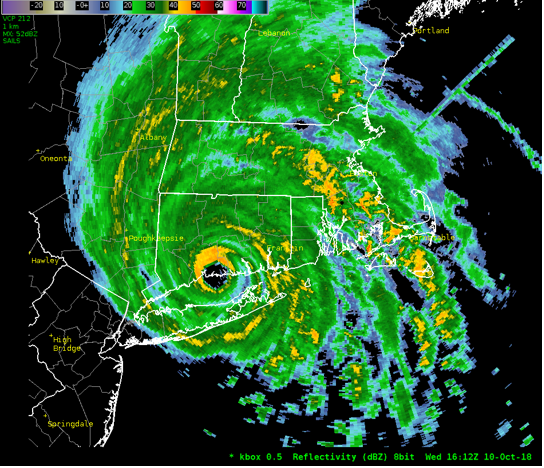 -20 -10 -+0 10 20 30 40 50 60 70
VCP 212
1 km
MX: 52dBZ
SAILS
Lebanon
Portland
Albany
Oneonta
Poughkeepsie
Franklin
Hawley
High
Bridge
Springdale
* kbox 0.5 Reflectivity (dBZ) 8bit Wed 16:12Z 10-Oct-18